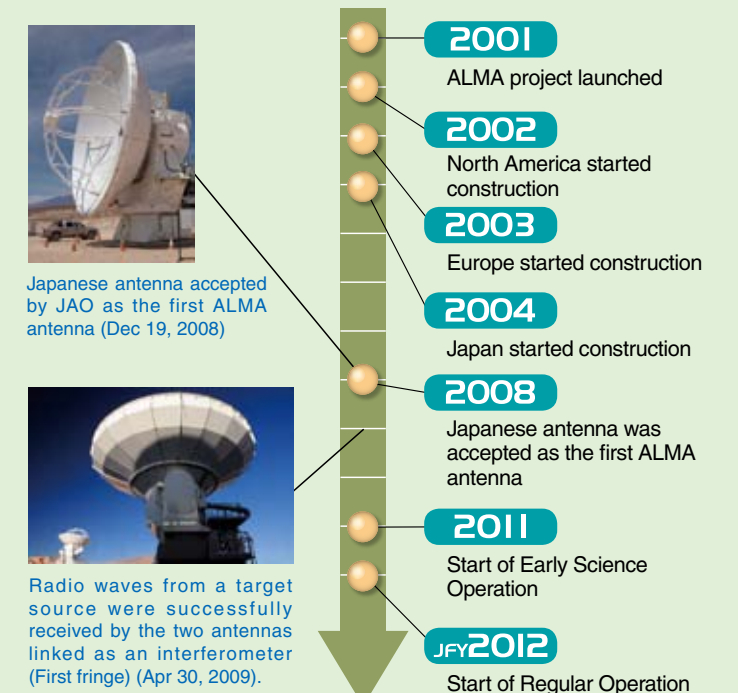 2001
ALMA project launched
2002
North America started
construction
2003
Europe started construction
2004
Japan started construction
2008
Japanese antenna was
accepted as the first ALMA
antenna
2011
Start of Early Science
Operation
JFY2012
Start of Regular Operation
Japanese antenna accepted
by JAO as the first ALMA
antenna (Dec 19, 2008)
Radio waves from a target
source were successfully
received by the two antennas
linked as an interferometer
(First fringe) (Apr 30, 2009).